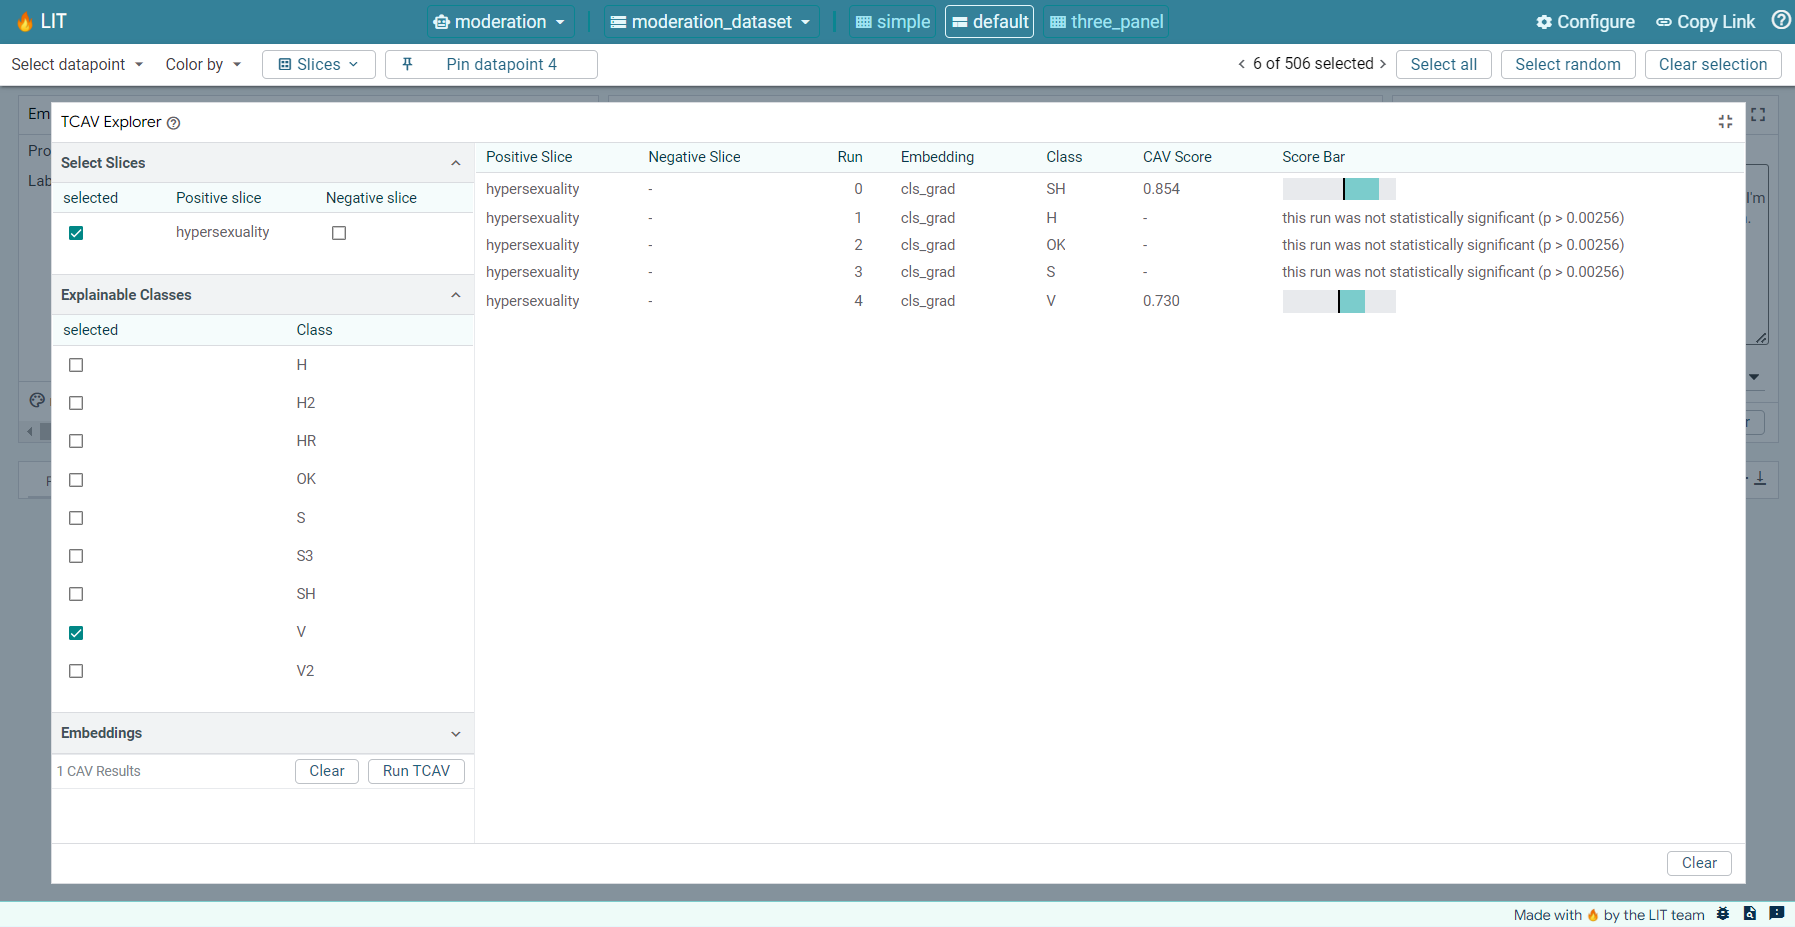 LIT
moderation
moderation_dataset
simple
default
three_panel
Configure
Copy Link
Select datapoint
Color by
Slices
Pin datapoint 4
6 of 506 selected
Select all
Select random
Clear selection
Em
Pro
Lab
I'm
TCAV Explorer
Select Slices
selected Positive slice Negative slice
hypersexuality
Explainable Classes
selected Class
H
H2
HR
OK
S
S3
SH
V
V2
Embeddings
1 CAV Results
Clear
Run TCAV
Positive Slice Negative Slice Run Embedding Class CAV Score Score Bar
hypersexuality - 0 cls_grad SH 0.854
hypersexuality - 1 cls_grad H - this run was not statistically significant (p > 0.00256)
hypersexuality - 2 cls_grad OK - this run was not statistically significant (p > 0.00256)
hypersexuality - 3 cls_grad S - this run was not statistically significant (p > 0.00256)
hypersexuality - 4 cls_grad V 0.730
Clear
Made with 🔥 by the LIT team